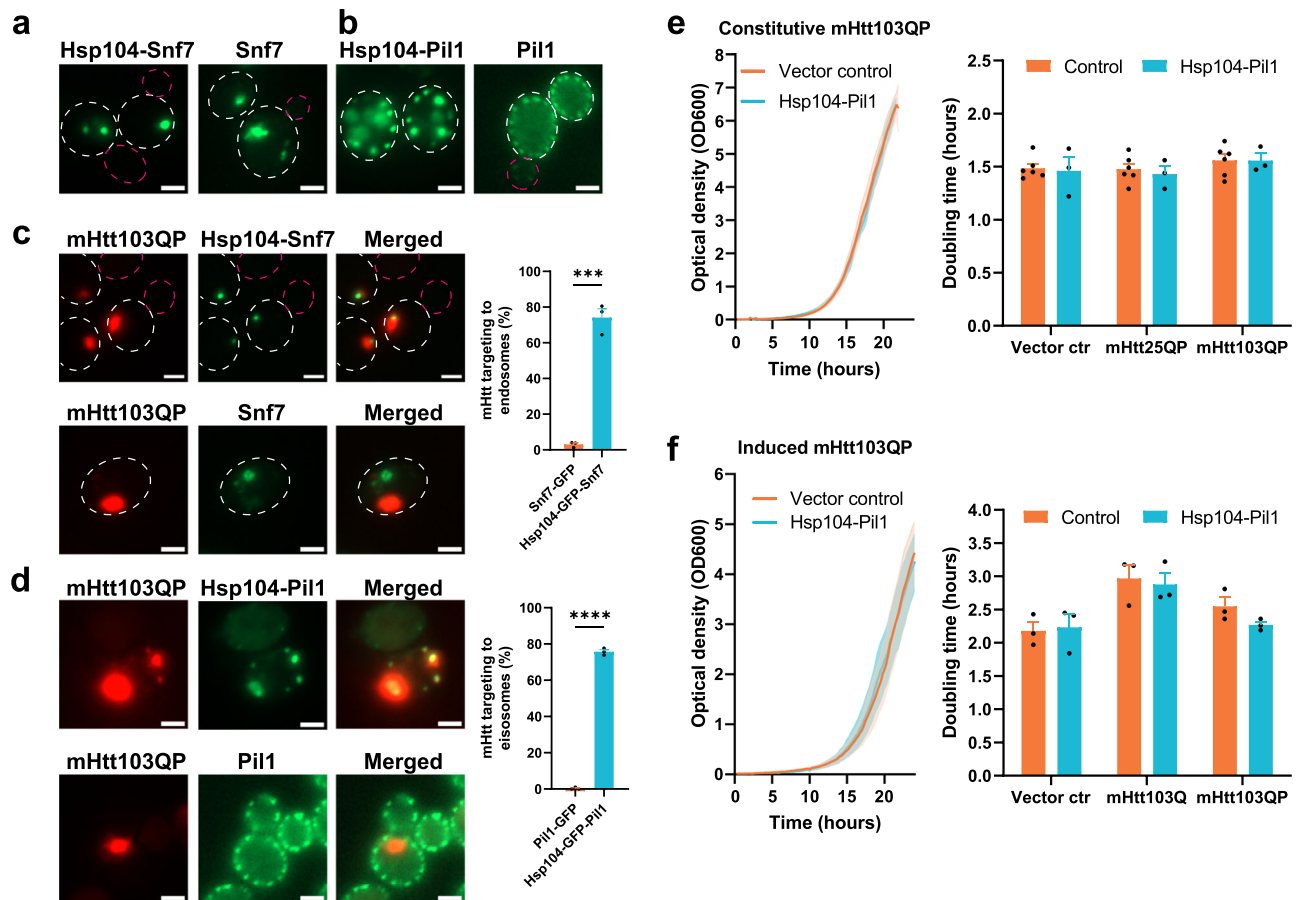 a
b
Hsp104-Snf7
Snf7
Hsp104-Pil1
Pil1
c
mHtt103QP
Hsp104-Snf7
Merged
mHtt103QP
Snf7
Merged
mHtt targeting to
endosomes (%)
100
80
60
40
20
0
***
Snf7-GFP
Hsp104-GFP-Snf7
d
mHtt103QP
Hsp104-Pil1
Merged
mHtt103QP
Pil1
Merged
mHtt targeting to
eisosomes (%)
100
80
60
40
20
0
****
Pil1-GFP
Hsp104-GFP-Pil1
e
Constitutive mHtt103QP
Vector control
Hsp104-Pil1
Optical density (OD600)
8
7
6
5
4
3
2
1
0
0 5 10 15 20
Time (hours)
Control
Hsp104-Pil1
Doubling time (hours)
2.5
2.0
1.5
1.0
0.5
0.0
Vector ctr
mHtt25QP
mHtt103QP
f
Induced mHtt103QP
Vector control
Hsp104-Pil1
Optical density (OD600)
6
5
4
3
2
1
0
0 5 10 15 20
Time (hours)
Control
Hsp104-Pil1
Doubling time (hours)
4.0
3.5
3.0
2.5
2.0
1.5
1.0
0.5
0.0
Vector ctr
mHtt103Q
mHtt103QP